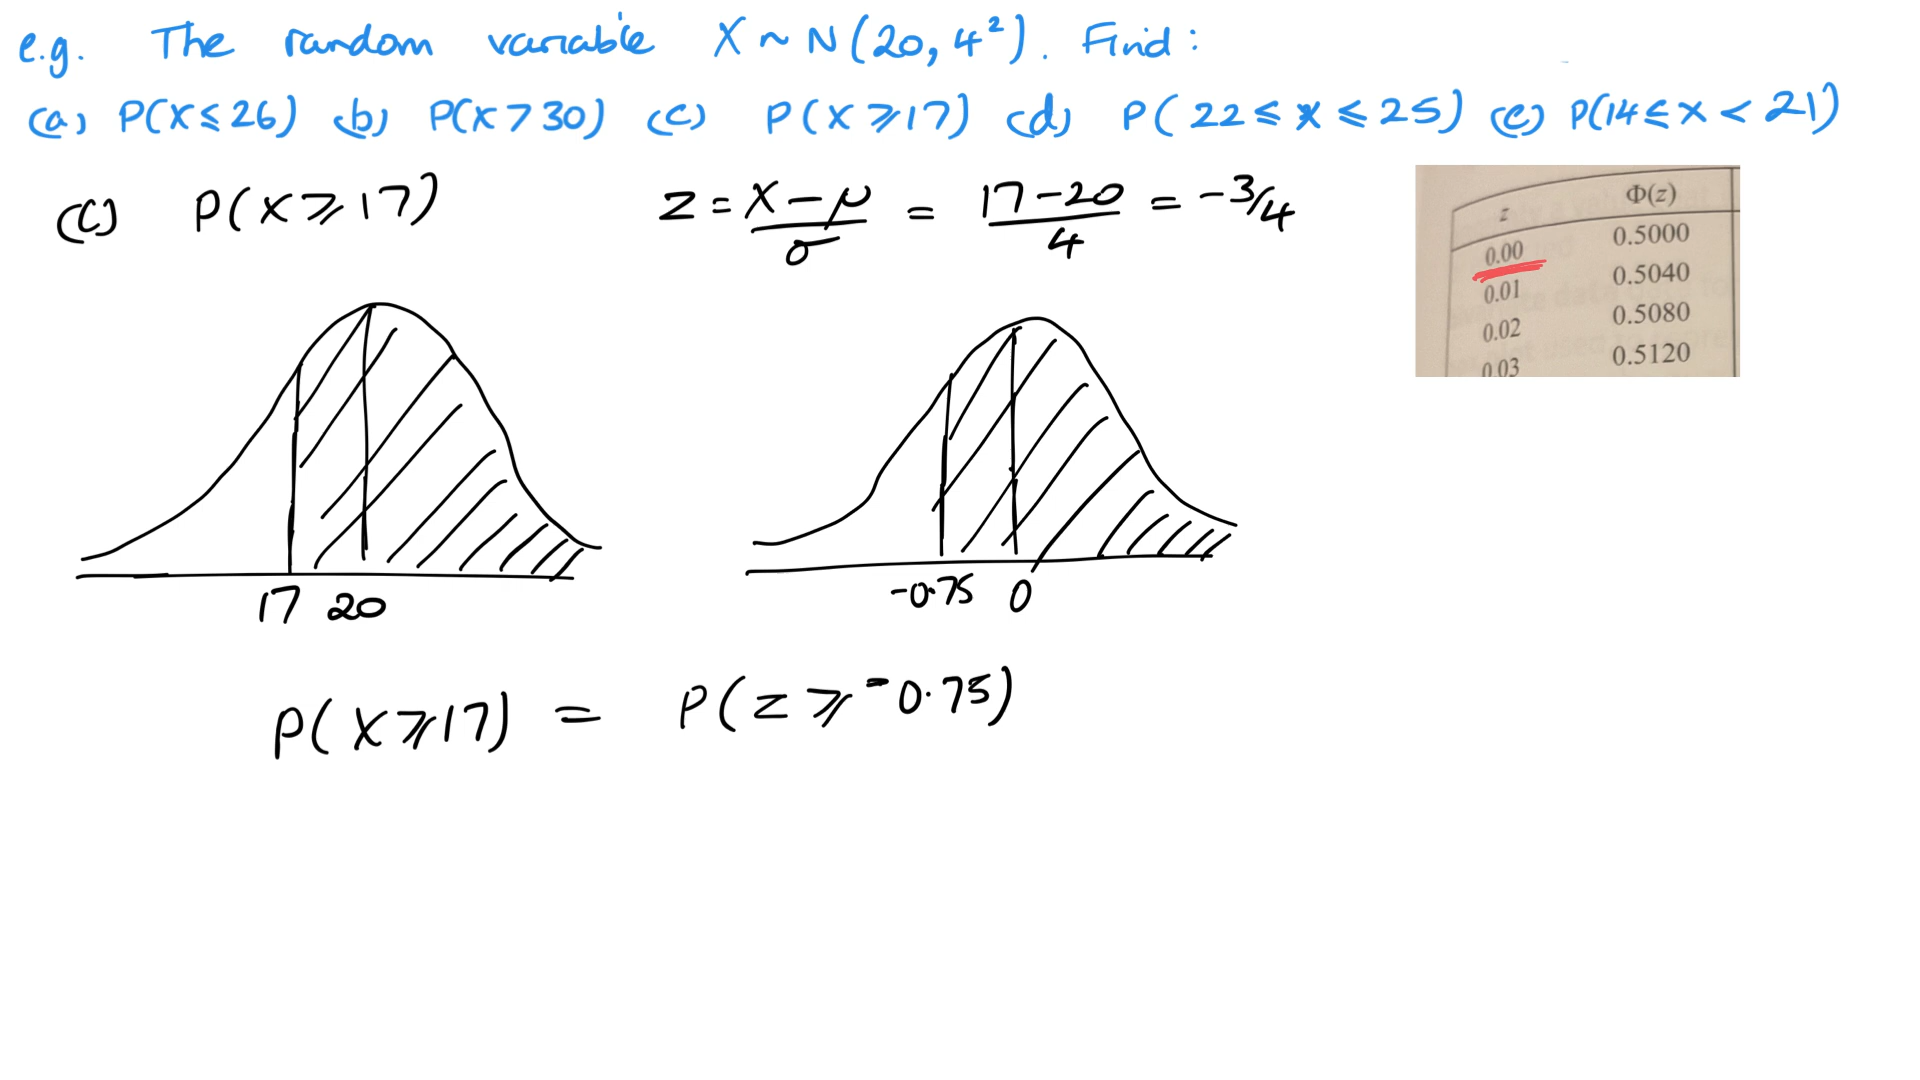 e.g. The random variable X ~ N(20, 4²). Find:
(a) P(X ≤ 26) (b) P(X > 30) (c) P(X ⩾ 17) (d) P(22 ≤ X ≤ 25) (e) P(14 ≤ X < 21)
(c) P(X ⩾ 17) z = X - μ / σ = 17 - 20 / 4 = -3/4
z Φ(z)
0.00 0.5000
0.01 0.5040
0.02 0.5080
0.03 0.5120
17 20
-0.75 0
P(X ⩾ 17) = P(Z ⩾ -0.75)